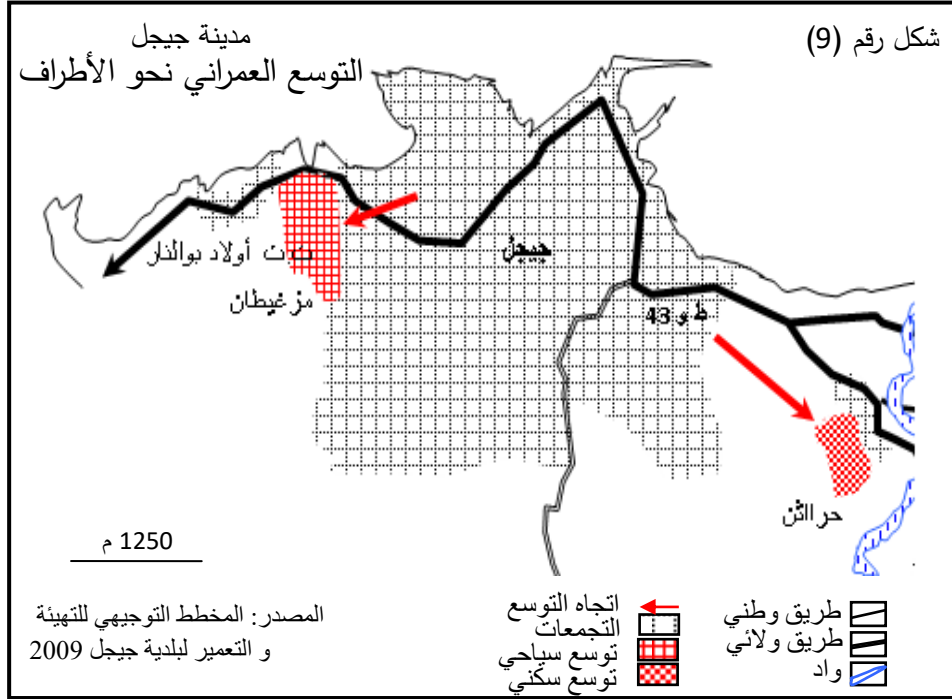 شكل رقم (9)
مدينة جيجل
التوسع العمراني نحو الأطراف
جيجل
ط و 43
ت ت أولاد بوالنار
مزغيطان
حراثن
1250 م
المصدر: المخطط التوجيهي للتهيئة
و التعمير لبلدية جيجل 2009
اتجاه التوسع
التجمعات
توسع سياحي
توسع سكني
طريق وطني
طريق ولائي
واد